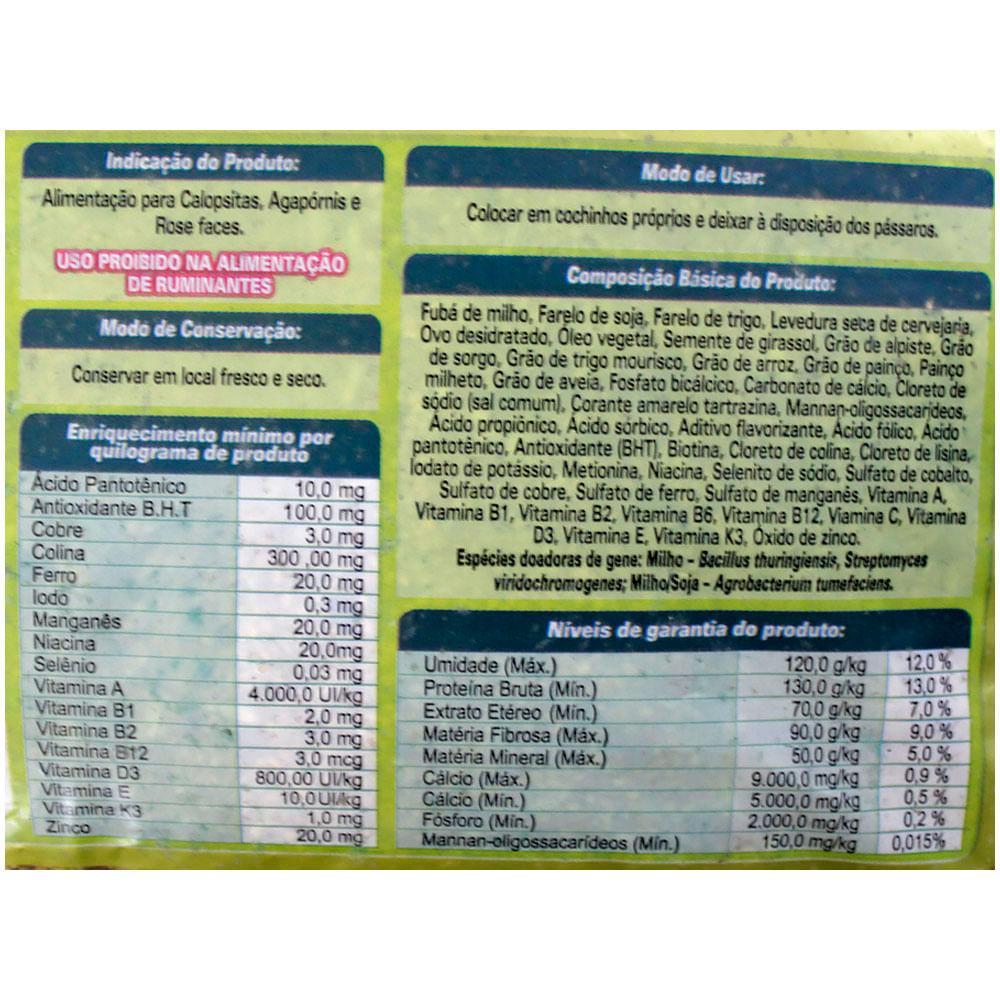 Indicação do Produto:
Alimentação para Calopsitas, Agapórnis e
Rose faces.
USO PROIBIDO NA ALIMENTAÇÃO
DE RUMINANTES
Modo de Conservação:
Conservar em local fresco e seco.
Enriquecimento mínimo por
quilograma de produto
Ácido Pantotênico 10,0 mg
Antioxidante B.H.T 100,0 mg
Cobre 3,0 mg
Colina 300 ,00 mg
Ferro 20,0 mg
Iodo 0,3 mg
Manganês 20,0 mg
Niacina 20,0mg
Selênio 0,03 mg
Vitamina A 4.000,0 UI/kg
Vitamina B1 2,0 mg
Vitamina B2 3,0 mg
Vitamina B12 3,0 mcg
Vitamina D3 800,00 UI/kg
Vitamina E 10,0 UI/kg
Vitamina K3 1,0 mg
Zinco 20,0 mg
Modo de Usar:
Colocar em cochinhos próprios e deixar à disposição dos pássaros.
Composição Básica do Produto:
Fubá de milho, Farelo de soja, Farelo de trigo, Levedura seca de cervejaria,
Ovo desidratado, Óleo vegetal, Semente de girassol, Grão de alpiste, Grão
de sorgo, Grão de trigo mourisco, Grão de arroz, Grão de painço, Painço
milheto, Grão de aveia, Fosfato bicálcico, Carbonato de cálcio, Cloreto de
sódio (sal comum), Corante amarelo tartrazina, Mannan-oligossacarídeos,
Ácido propiônico, Ácido sórbico, Aditivo flavorizante, Ácido fólico, Ácido
pantotênico, Antioxidante (BHT), Biotina, Cloreto de colina, Cloreto de lisina,
Iodato de potássio, Metionina, Niacina, Selenito de sódio, Sulfato de cobalto,
Sulfato de cobre, Sulfato de ferro, Sulfato de manganês, Vitamina A,
Vitamina B1, Vitamina B2, Vitamina B6, Vitamina B12, Viamina C, Vitamina
D3, Vitamina E, Vitamina K3, Óxido de zinco.
Espécies doadoras de gene: Milho - Bacillus thuringiensis, Streptomyces
viridochromogenes; Milho/Soja - Agrobacterium tumefaciens.
Níveis de garantia do produto:
Umidade (Máx.) 120,0 g/kg 12,0 %
Proteína Bruta (Mín.) 130,0 g/kg 13,0 %
Extrato Etéreo (Mín.) 70,0 g/kg 7,0 %
Matéria Fibrosa (Máx.) 90,0 g/kg 9,0 %
Matéria Mineral (Máx.) 50,0 g/kg 5,0 %
Cálcio (Máx.) 9.000,0 mg/kg 0,9 %
Cálcio (Mín.) 5.000,0 mg/kg 0,5 %
Fósforo (Mín.) 2.000,0 mg/kg 0,2 %
Mannan-oligossacarídeos (Mín.) 150,0 mg/kg 0,015%